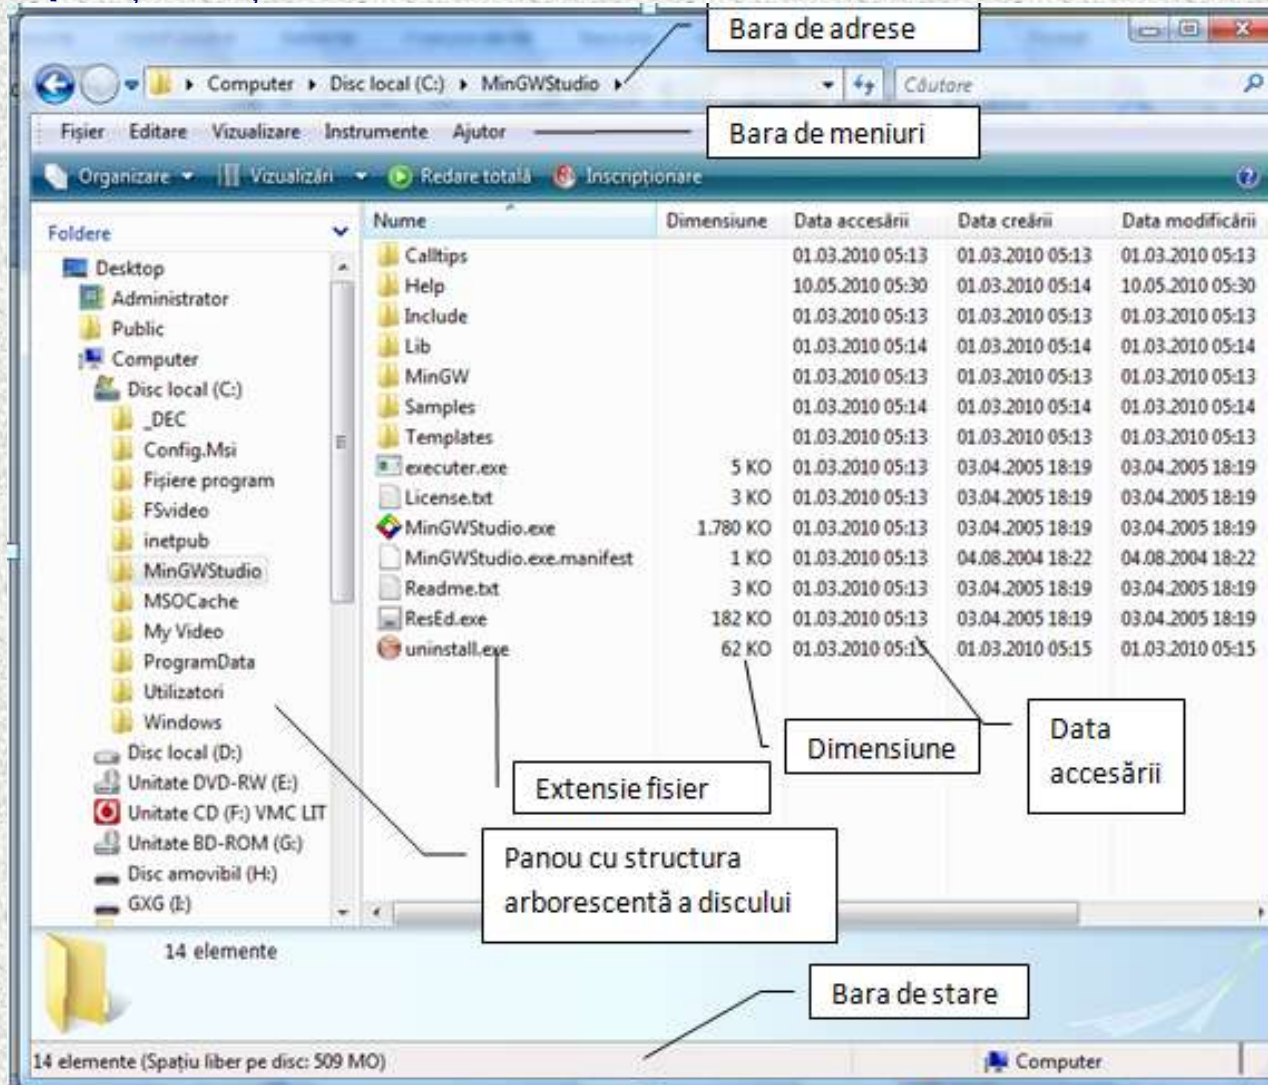 Bara de adrese
Computer Disc local (C:) MinGWStudio Căutare
Fișier Editare Vizualizare Instrumente Ajutor
Bara de meniuri
Organizare Vizualizări Redare totală Inscripționare
Foldere
Desktop
Administrator
Public
Computer
Disc local (C:)
_DEC
Config.Msi
Fișiere program
FSvideo
inetpub
MinGWStudio
MSOCache
My Video
ProgramData
Utilizatori
Windows
Disc local (D:)
Unitate DVD-RW (E:)
Unitate CD (F:) VMC LIT
Unitate BD-ROM (G:)
Disc amovibil (H:)
GXG (I:)
Nume Dimensiune Data accesării Data creării Data modificării
Calltips 01.03.2010 05:13 01.03.2010 05:13 01.03.2010 05:13
Help 10.05.2010 05:30 01.03.2010 05:14 10.05.2010 05:30
Include 01.03.2010 05:13 01.03.2010 05:13 01.03.2010 05:13
Lib 01.03.2010 05:14 01.03.2010 05:14 01.03.2010 05:14
MinGW 01.03.2010 05:13 01.03.2010 05:13 01.03.2010 05:13
Samples 01.03.2010 05:14 01.03.2010 05:14 01.03.2010 05:14
Templates 01.03.2010 05:13 01.03.2010 05:13 01.03.2010 05:13
executer.exe 5 KO 01.03.2010 05:13 03.04.2005 18:19 03.04.2005 18:19
License.txt 3 KO 01.03.2010 05:13 03.04.2005 18:19 03.04.2005 18:19
MinGWStudio.exe 1.780 KO 01.03.2010 05:13 03.04.2005 18:19 03.04.2005 18:19
MinGWStudio.exe.manifest 1 KO 01.03.2010 05:13 04.08.2004 18:22 04.08.2004 18:22
Readme.txt 3 KO 01.03.2010 05:13 03.04.2005 18:19 03.04.2005 18:19
ResEd.exe 182 KO 01.03.2010 05:13 03.04.2005 18:19 03.04.2005 18:19
uninstall.exe 62 KO 01.03.2010 05:15 01.03.2010 05:15 01.03.2010 05:15
Data
accesării
Dimensiune
Extensie fisier
Panou cu structura
arborescentă a discului
14 elemente
Bara de stare
14 elemente (Spațiu liber pe disc: 509 MO) Computer